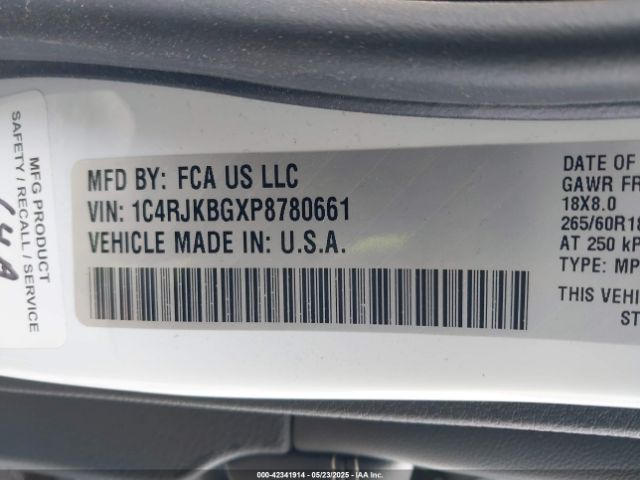 MFG PRODUCT
SAFETY / RECALL / SERVICE
MFD BY: FCA US LLC
VIN: 1C4RJKBGXP8780661
VEHICLE MADE IN: U.S.A.
DATE OF
GAWR FR
18X8.0
265/60R18
AT 250 kP
TYPE: MP
THIS VEHI
ST
000-42341914 - 05/23/2025 - IAA Inc.